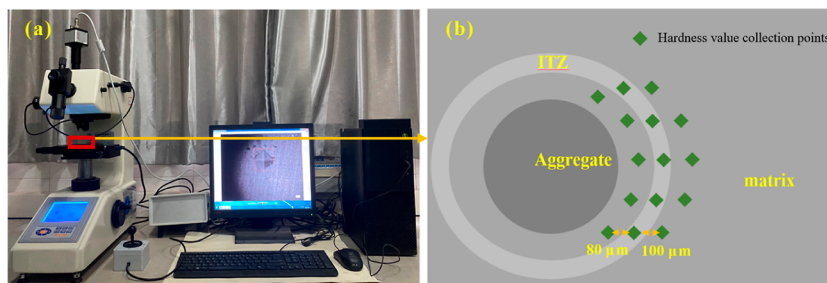 (a)
(b)
Hardness value collection points
ITZ
Aggregate
matrix
80 μm
100 μm